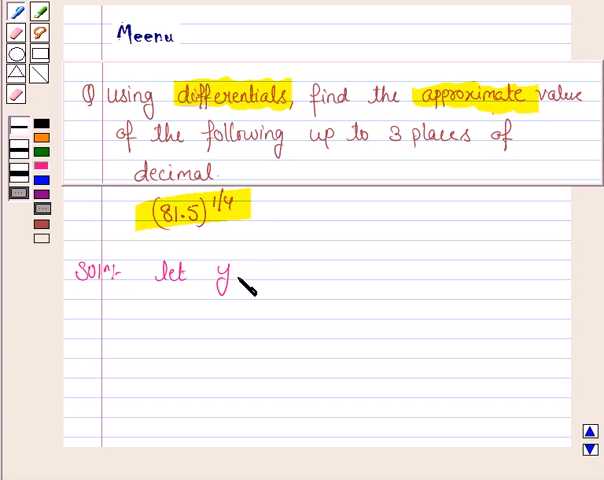 Meenu
Q Using differentials, find the approximate value
of the following up to 3 places of
decimal.
(81.5)^1/4
Soln:- let y